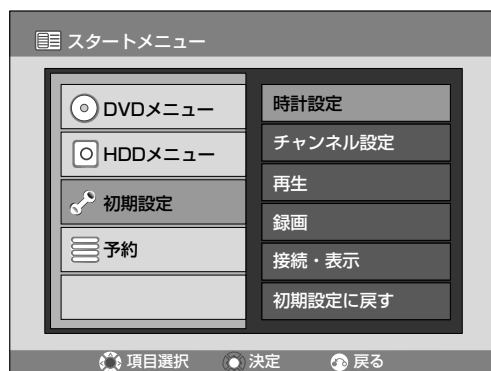 スタートメニュー
DVDメニュー
HDDメニュー
初期設定
予約
時計設定
チャンネル設定
再生
録画
接続・表示
初期設定に戻す
項目選択 決定 戻る